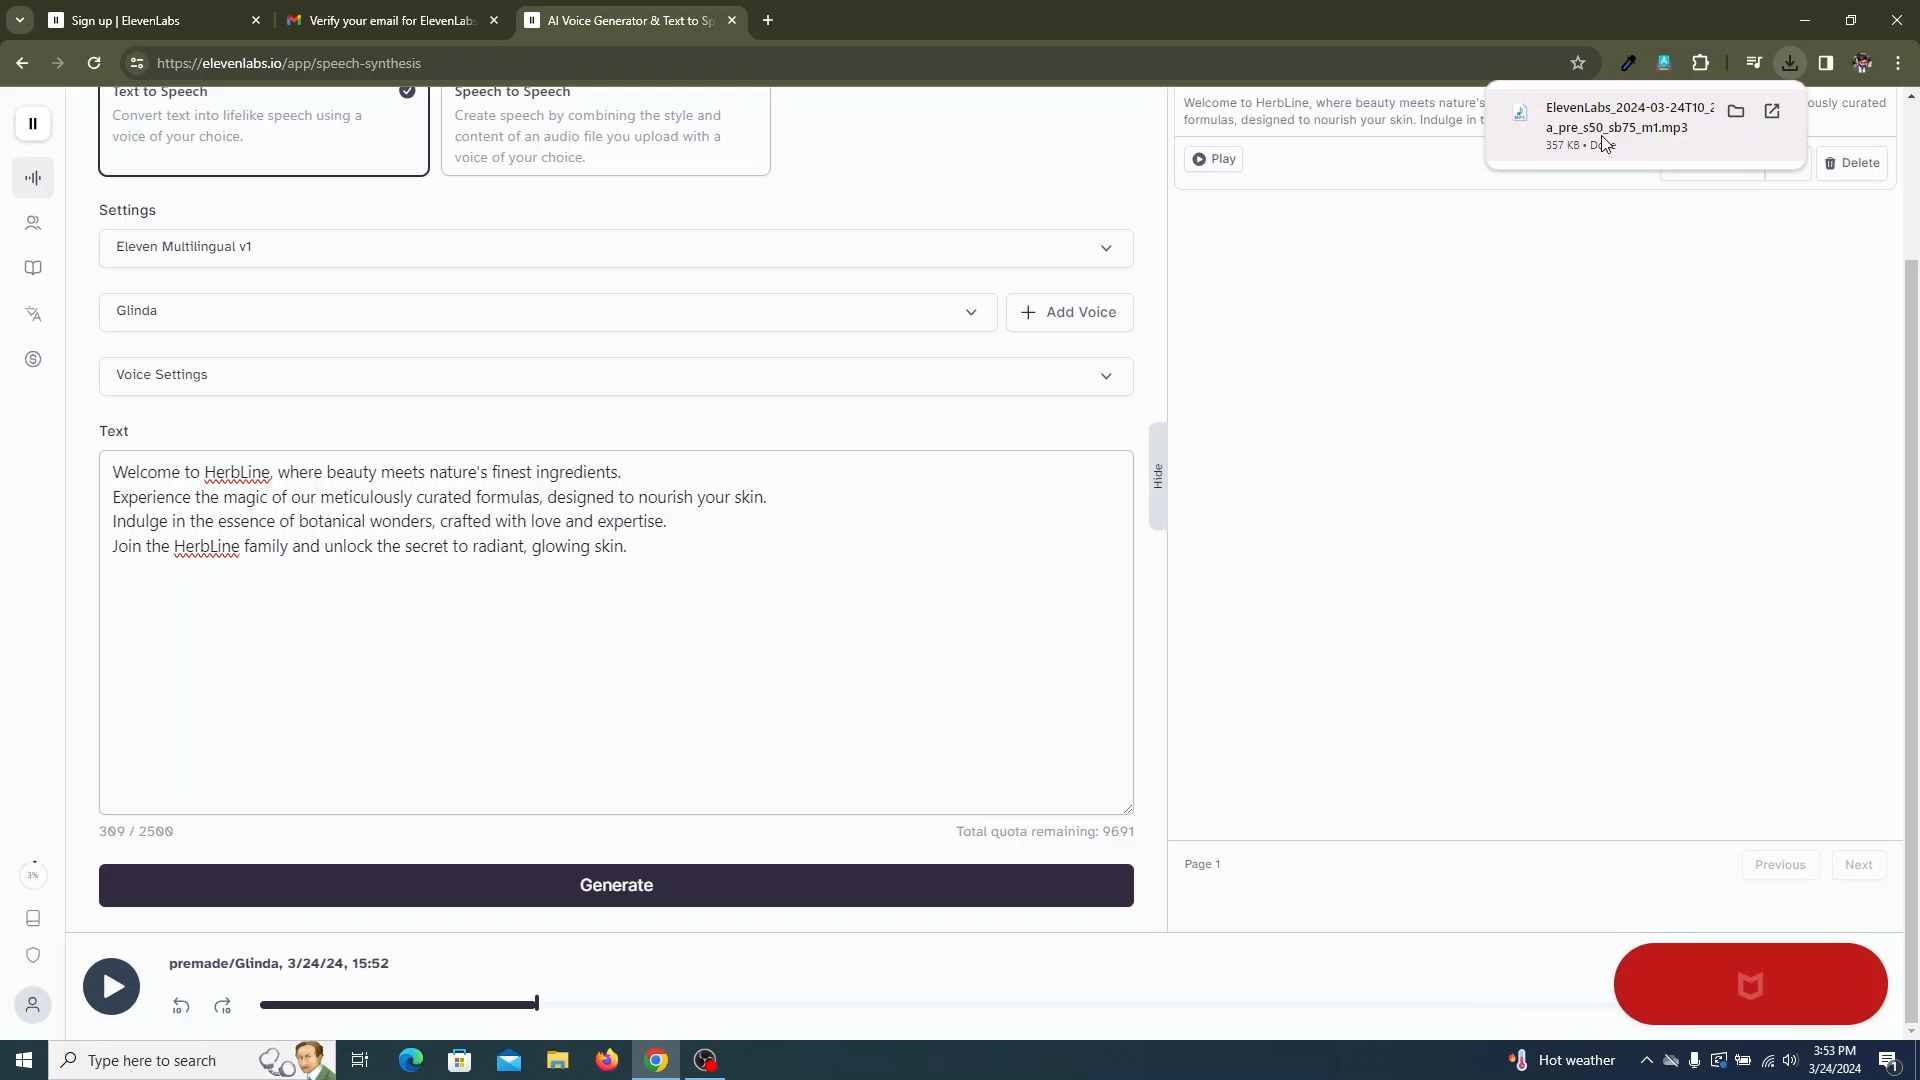 Sign up | ElevenLabs
Verify your email for ElevenLabs
AI Voice Generator & Text to Sp
https://elevenlabs.io/app/speech-synthesis
Text to Speech
Convert text into lifelike speech using a
voice of your choice.
Speech to Speech
Create speech by combining the style and
content of an audio file you upload with a
voice of your choice.
Welcome to HerbLine, where beauty meets nature's
ously curated
formulas, designed to nourish your skin. Indulge in t
ElevenLabs_2024-03-24T10_2
a_pre_s50_sb75_m1.mp3
357 KB • Done
Play
Delete
Settings
Eleven Multilingual v1
Glinda
Add Voice
Voice Settings
Text
Welcome to HerbLine, where beauty meets nature's finest ingredients.
Experience the magic of our meticulously curated formulas, designed to nourish your skin.
Indulge in the essence of botanical wonders, crafted with love and expertise.
Join the HerbLine family and unlock the secret to radiant, glowing skin.
Hide
309 / 2500
Total quota remaining: 9691
Generate
Page 1
Previous
Next
3%
premade/Glinda, 3/24/24, 15:52
10
10
Type here to search
Hot weather
3:53 PM
3/24/2024
1